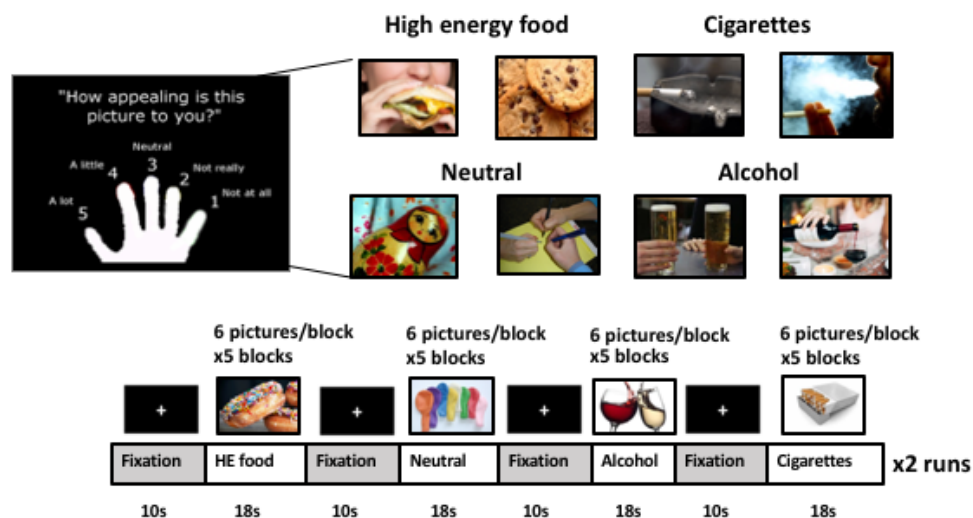 High energy food
Cigarettes
"How appealing is this
picture to you?"
Neutral
A little
Not really
A lot
Not at all
5
4
3
2
1
Neutral
Alcohol
6 pictures/block
x5 blocks
6 pictures/block
x5 blocks
6 pictures/block
x5 blocks
6 pictures/block
x5 blocks
+
+
+
+
Fixation
HE food
Fixation
Neutral
Fixation
Alcohol
Fixation
Cigarettes
x2 runs
10s
18s
10s
18s
10s
18s
10s
18s